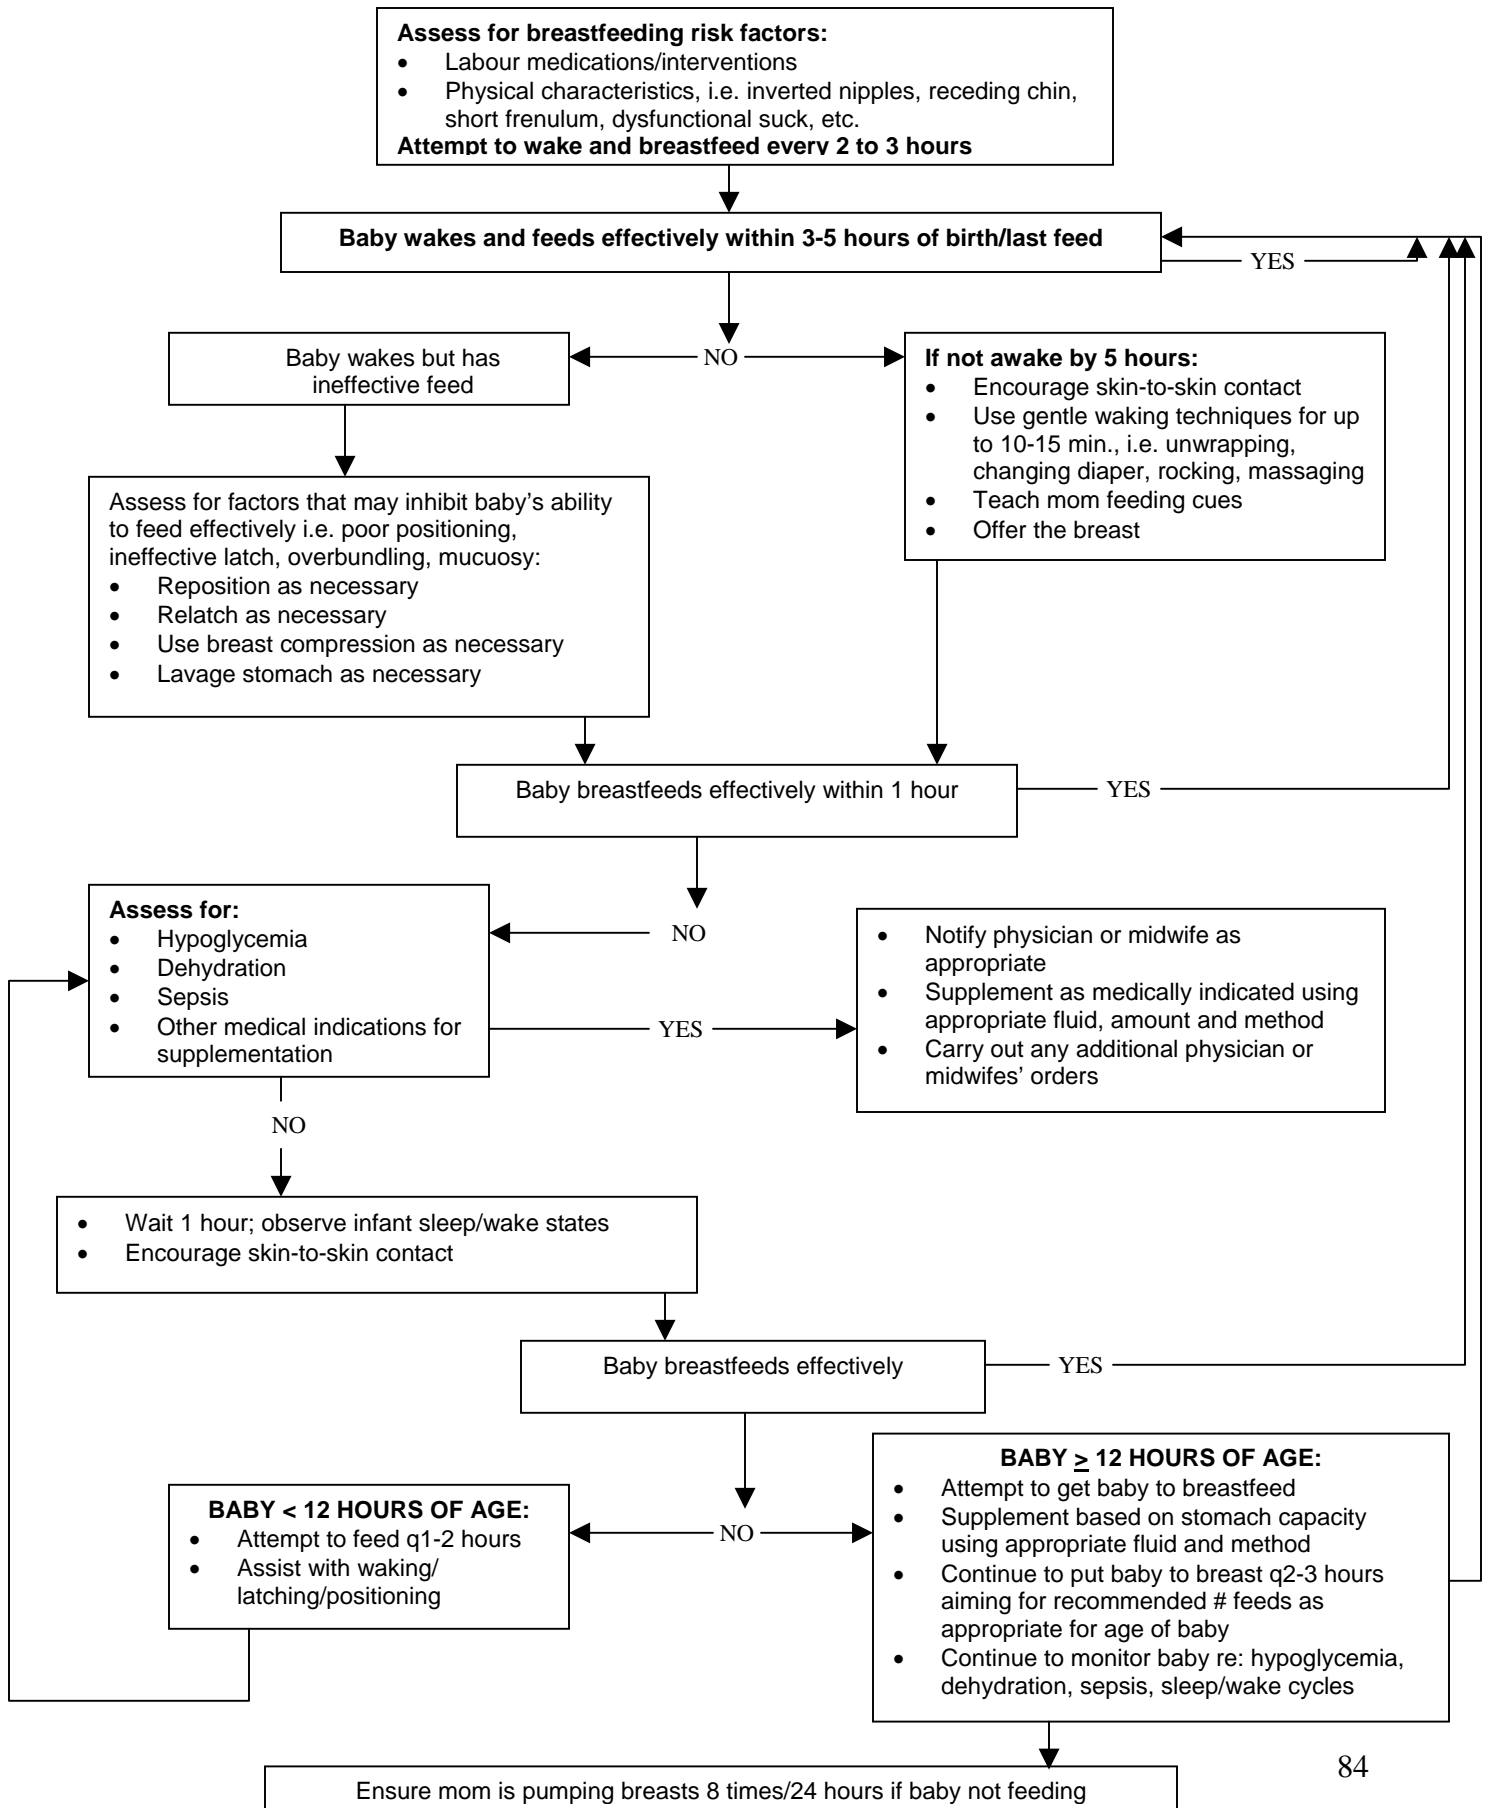 Assess for breastfeeding risk factors:
• Labour medications/interventions
• Physical characteristics, i.e. inverted nipples, receding chin,
short frenulum, dysfunctional suck, etc.
Attempt to wake and breastfeed every 2 to 3 hours
Baby wakes and feeds effectively within 3-5 hours of birth/last feed
YES
NO
Baby wakes but has
ineffective feed
If not awake by 5 hours:
• Encourage skin-to-skin contact
• Use gentle waking techniques for up
to 10-15 min., i.e. unwrapping,
changing diaper, rocking, massaging
• Teach mom feeding cues
• Offer the breast
Assess for factors that may inhibit baby's ability
to feed effectively i.e. poor positioning,
ineffective latch, overbundling, mucuosy:
• Reposition as necessary
• Relatch as necessary
• Use breast compression as necessary
• Lavage stomach as necessary
Baby breastfeeds effectively within 1 hour
YES
NO
Assess for:
• Hypoglycemia
• Dehydration
• Sepsis
• Other medical indications for
supplementation
YES
• Notify physician or midwife as
appropriate
• Supplement as medically indicated using
appropriate fluid, amount and method
• Carry out any additional physician or
midwifes' orders
NO
• Wait 1 hour; observe infant sleep/wake states
• Encourage skin-to-skin contact
Baby breastfeeds effectively
YES
NO
BABY < 12 HOURS OF AGE:
• Attempt to feed q1-2 hours
• Assist with waking/
latching/positioning
BABY ≥ 12 HOURS OF AGE:
• Attempt to get baby to breastfeed
• Supplement based on stomach capacity
using appropriate fluid and method
• Continue to put baby to breast q2-3 hours
aiming for recommended # feeds as
appropriate for age of baby
• Continue to monitor baby re: hypoglycemia,
dehydration, sepsis, sleep/wake cycles
84
Ensure mom is pumping breasts 8 times/24 hours if baby not feeding